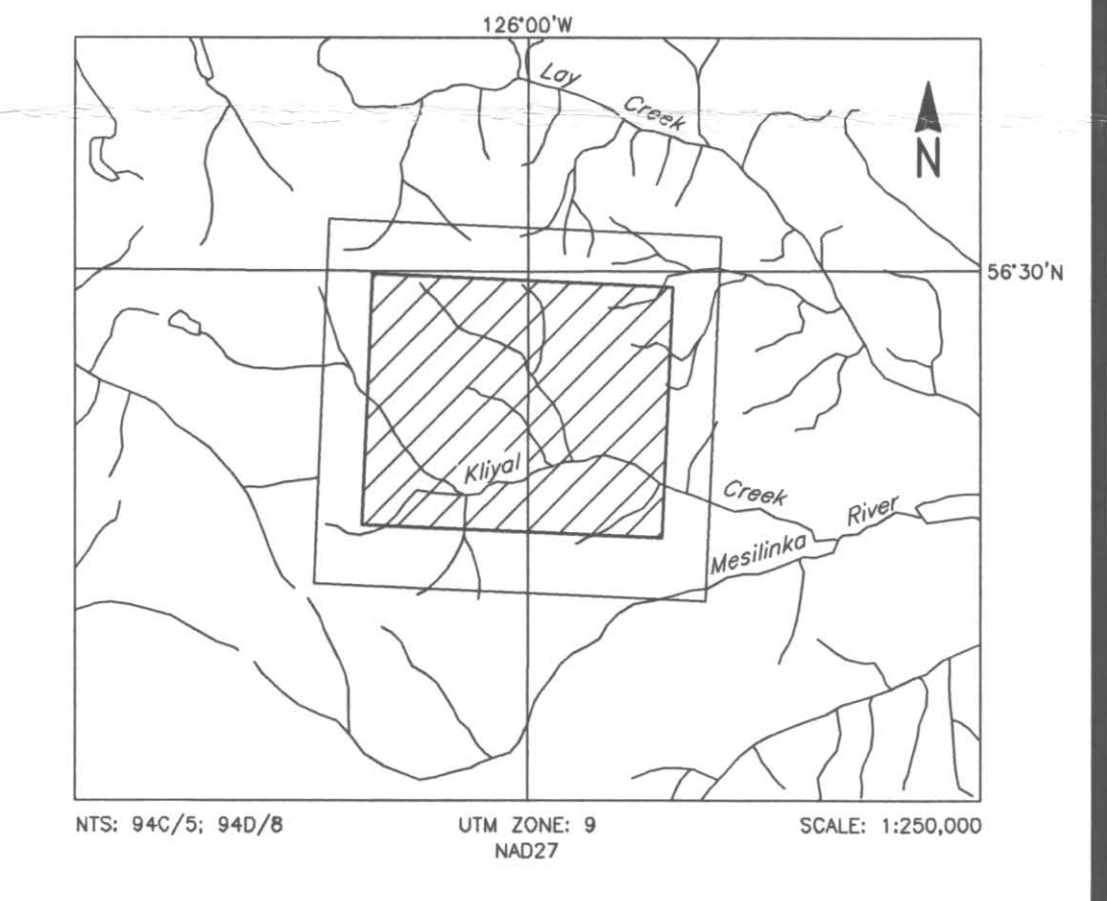 126°00'W
Lay
Creek
N
56°30'N
Kliyal
Creek
River
Mesilinka
NTS: 94C/5; 94D/8
UTM ZONE: 9
SCALE: 1:250,000
NAD27